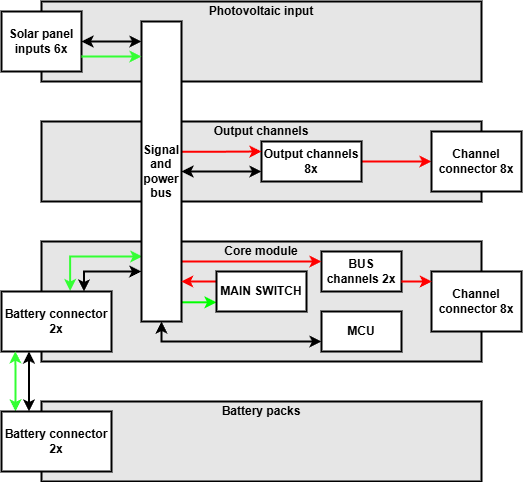 Photovoltaic input
Solar panel
inputs 6x
Output channels
Signal
and
power
bus
Output channels
8x
Channel
connector 8x
Core module
BUS
channels 2x
MAIN SWITCH
Channel
connector 8x
Battery connector
2x
MCU
Battery packs
Battery connector
2x